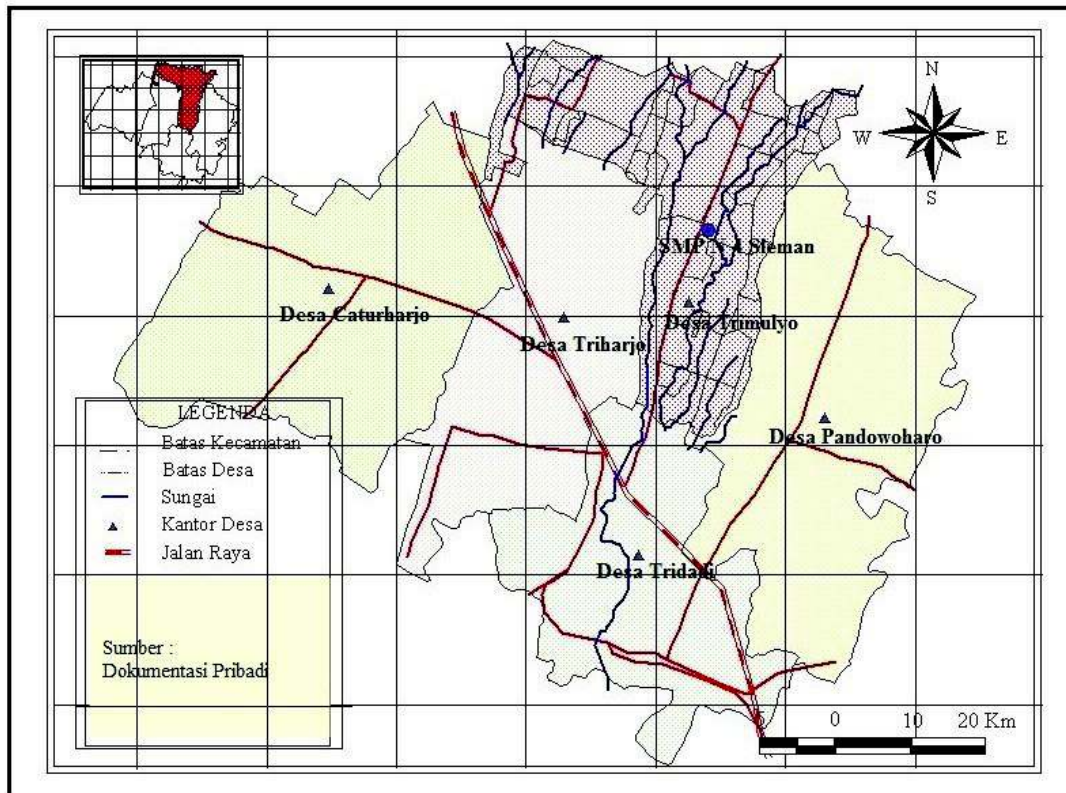 N
W E
S
SMP N 4 Sleman
Desa Caturharjo
Desa Trimulyo
Desa Triharjo
LEGENDA
Batas Kecamatan
Batas Desa
Sungai
Kantor Desa
Jalan Raya
Desa Pandowoharo
Desa Tridadi
Sumber :
Dokumentasi Pribadi
0 10 20 Km